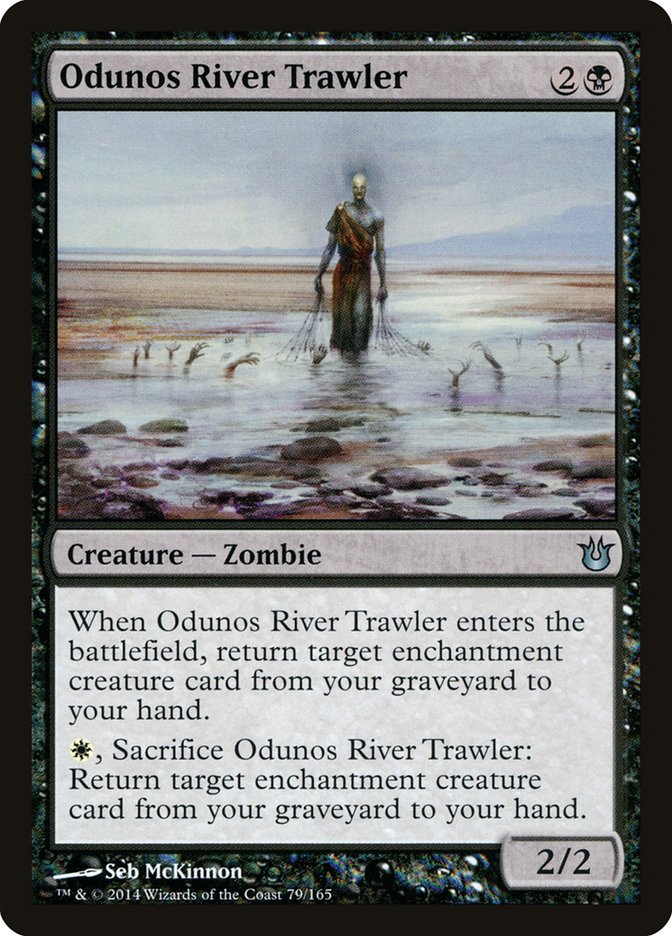 Odunos River Trawler 2
Creature — Zombie
When Odunos River Trawler enters the
battlefield, return target enchantment
creature card from your graveyard to
your hand.
, Sacrifice Odunos River Trawler:
Return target enchantment creature
card from your graveyard to your hand.
2/2
Seb McKinnon
™ & © 2014 Wizards of the Coast 79/165